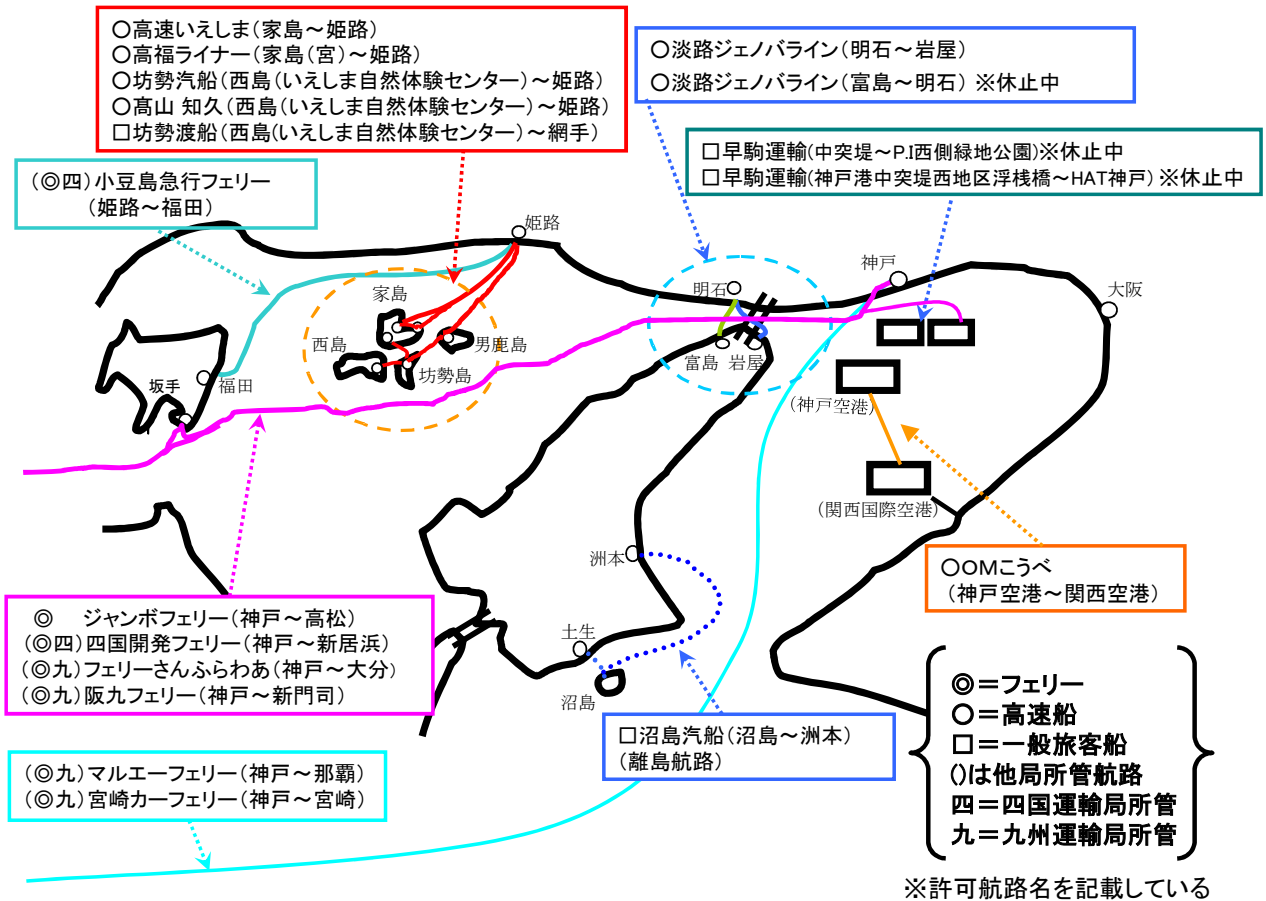 ○高速いえしま(家島～姫路)
○高福ライナー(家島(宮)～姫路)
○坊勢汽船(西島(いえしま自然体験センター)～姫路)
○髙山 知久(西島(いえしま自然体験センター)～姫路)
□坊勢渡船(西島(いえしま自然体験センター)～網手)
○淡路ジェノバライン(明石～岩屋)
○淡路ジェノバライン(富島～明石) ※休止中
□早駒運輸(中突堤～P.I西側緑地公園)※休止中
□早駒運輸(神戸港中突堤西地区浮桟橋～HAT神戸) ※休止中
(◎四)小豆島急行フェリー
(姫路～福田)
姫路
神戸
大阪
明石
家島
西島
男鹿島
坊勢島
富島
岩屋
坂手
福田
(神戸空港)
(関西国際空港)
洲本
土生
沼島
○OMこうべ
(神戸空港～関西空港)
◎ ジャンボフェリー(神戸～高松)
(◎四)四国開発フェリー(神戸～新居浜)
(◎九)フェリーさんふらわあ(神戸～大分)
(◎九)阪九フェリー(神戸～新門司)
□沼島汽船(沼島～洲本)
(離島航路)
(◎九)マルエーフェリー(神戸～那覇)
(◎九)宮崎カーフェリー(神戸～宮崎)
◎＝フェリー
○＝高速船
□＝一般旅客船
()は他局所管航路
四＝四国運輸局所管
九＝九州運輸局所管
※許可航路名を記載している